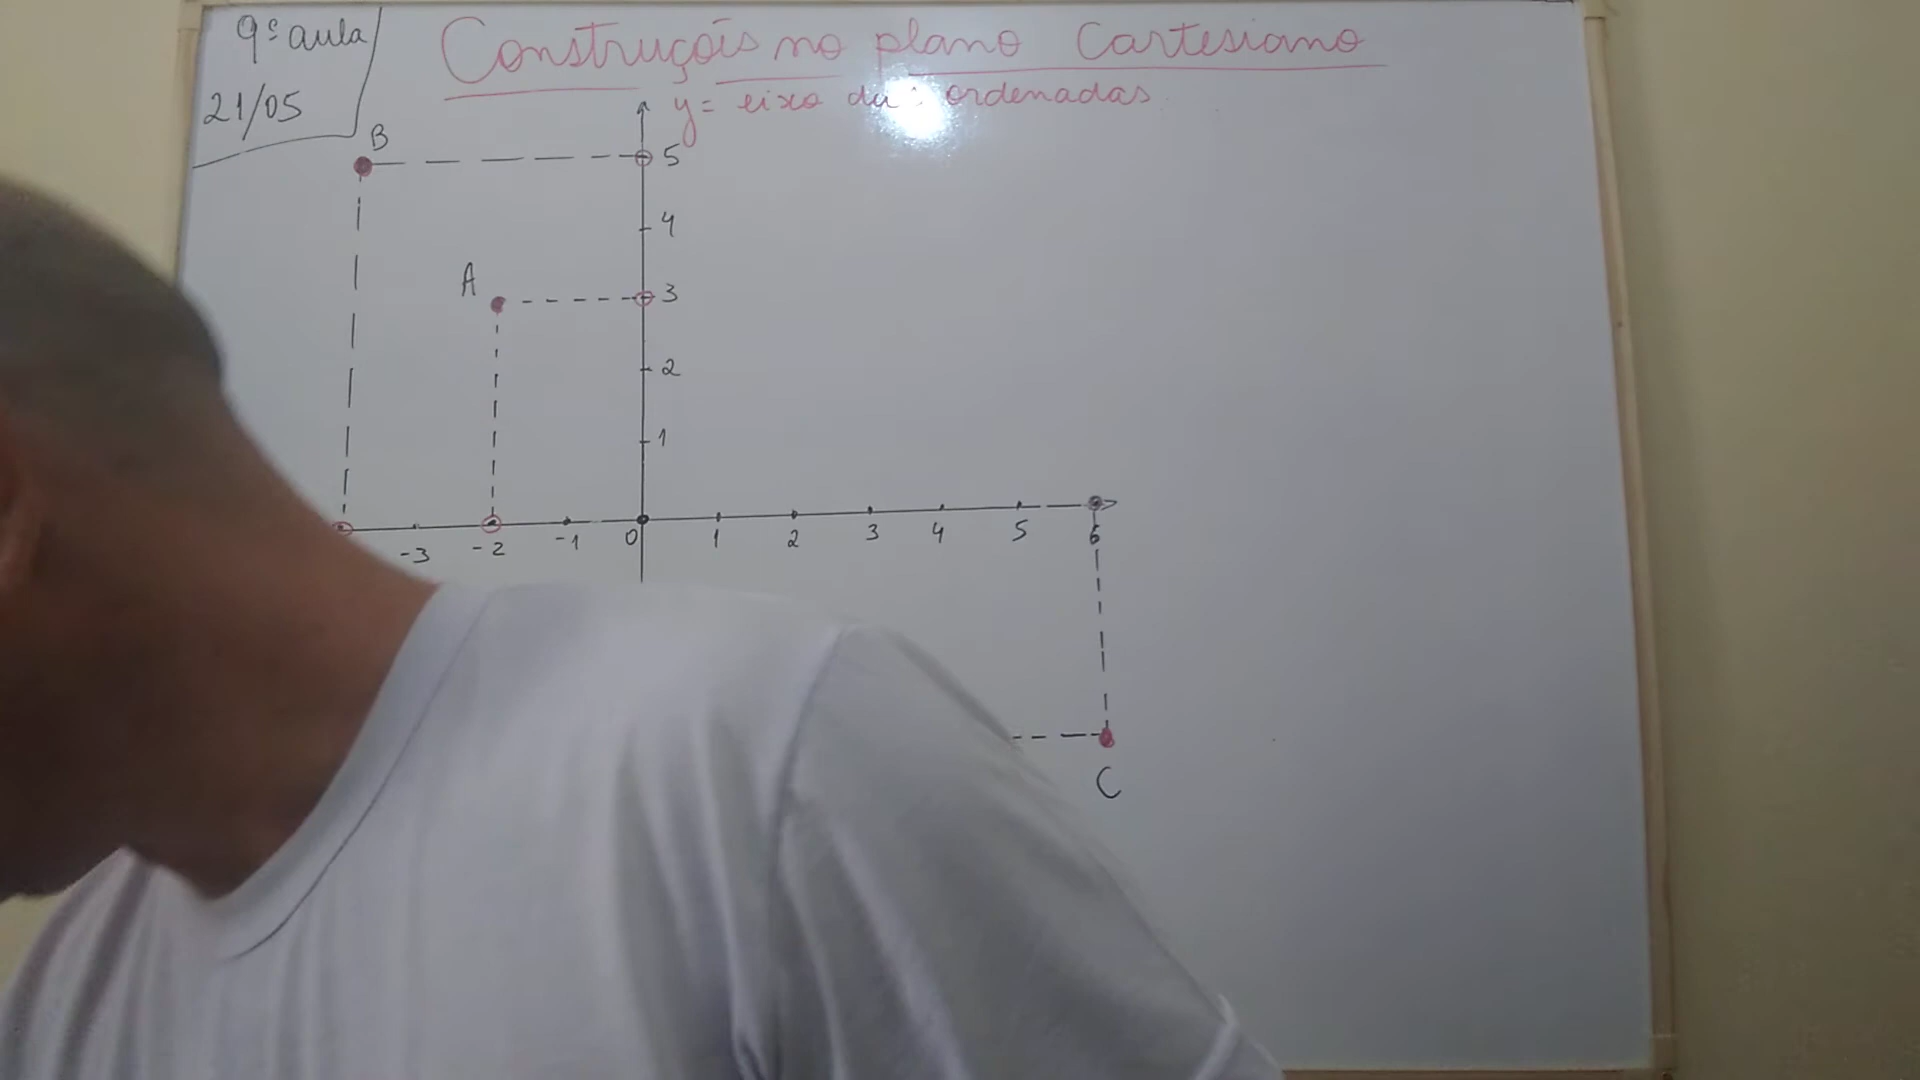 9ª aula
21/05
Construçõis no plano Cartesiano
y= eixo das ordenadas
B
5
4
A
3
2
1
-3 -2 -1 0 1 2 3 4 5 6
C